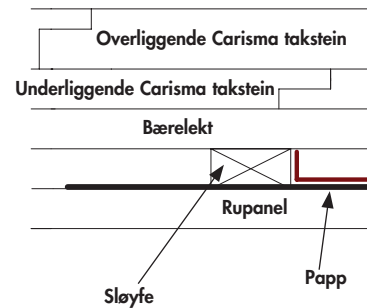 Overliggende Carisma takstein
Underliggende Carisma takstein
Bærelekt
Rupanel
Papp
Sløyfe